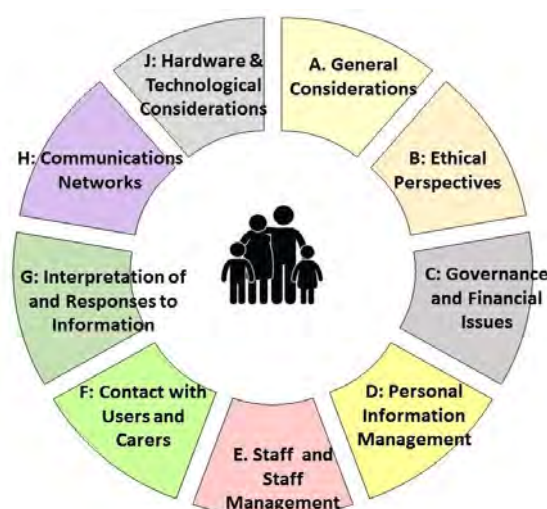 A. General
Considerations
B: Ethical
Perspectives
C: Governance
and Financial
Issues
D: Personal
Information
Management
E. Staff and
Staff
Management
F: Contact with
Users and
Carers
G: Interpretation of
and Responses to
Information
H: Communications
Networks
J: Hardware &
Technological
Considerations